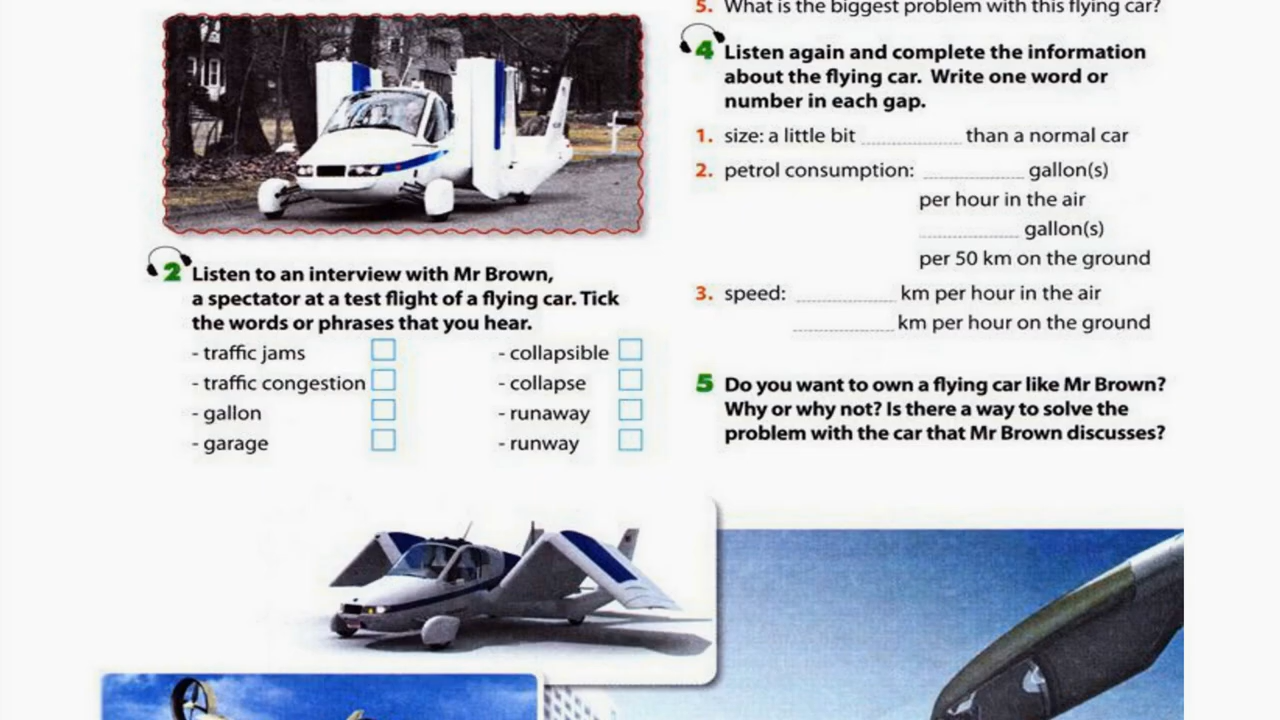 2 Listen to an interview with Mr Brown,
a spectator at a test flight of a flying car. Tick
the words or phrases that you hear.
- traffic jams
- traffic congestion
- gallon
- garage
- collapsible
- collapse
- runaway
- runway
5. What is the biggest problem with this flying car?
4 Listen again and complete the information
about the flying car. Write one word or
number in each gap.
1. size: a little bit .................... than a normal car
2. petrol consumption: .................... gallon(s)
per hour in the air
.................... gallon(s)
per 50 km on the ground
3. speed: .................... km per hour in the air
.................... km per hour on the ground
5 Do you want to own a flying car like Mr Brown?
Why or why not? Is there a way to solve the
problem with the car that Mr Brown discusses?